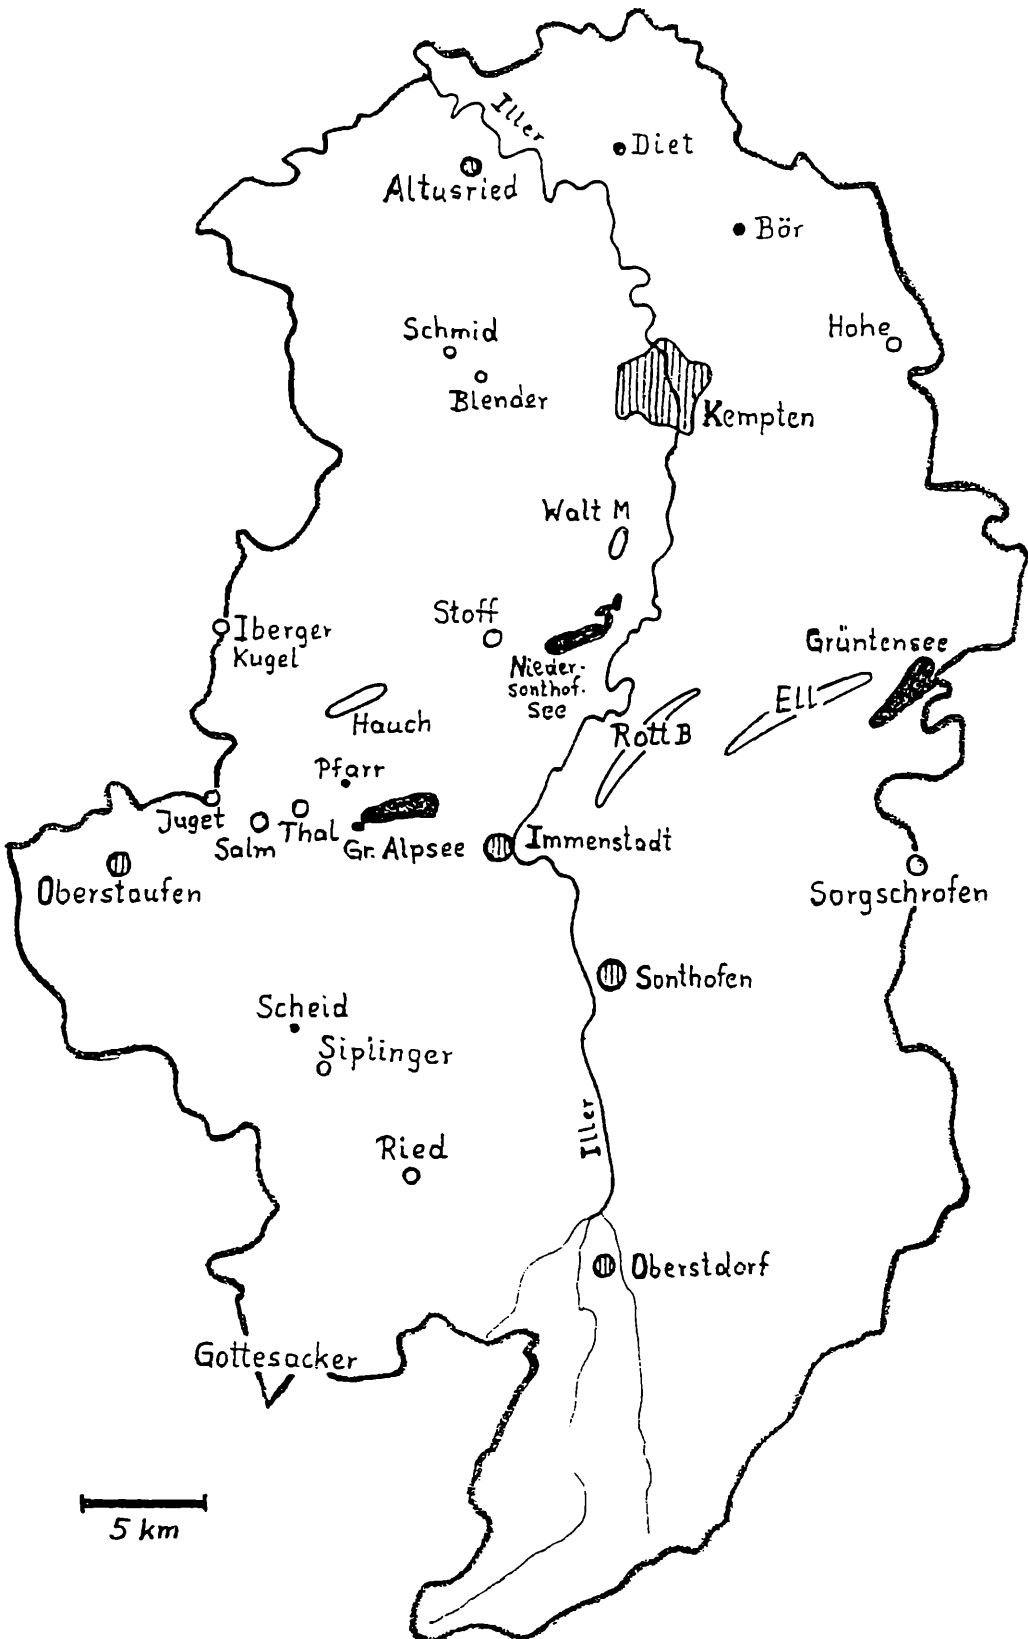 Iller
Diet
Altusried
Bör
Schmid
Hohe
Blender
Kempten
Walt M
Stoff
Iberger
Kugel
Grüntensee
Nieder-
sonthof.
See
Ell
Hauch
Rott B
Pfarr
Juget
Salm
Thal
Gr. Alpsee
Immenstadt
Oberstaufen
Sorgschrofen
Sonthofen
Scheid
Siplinger
Iller
Ried
Oberstdorf
Gottesacker
5 km